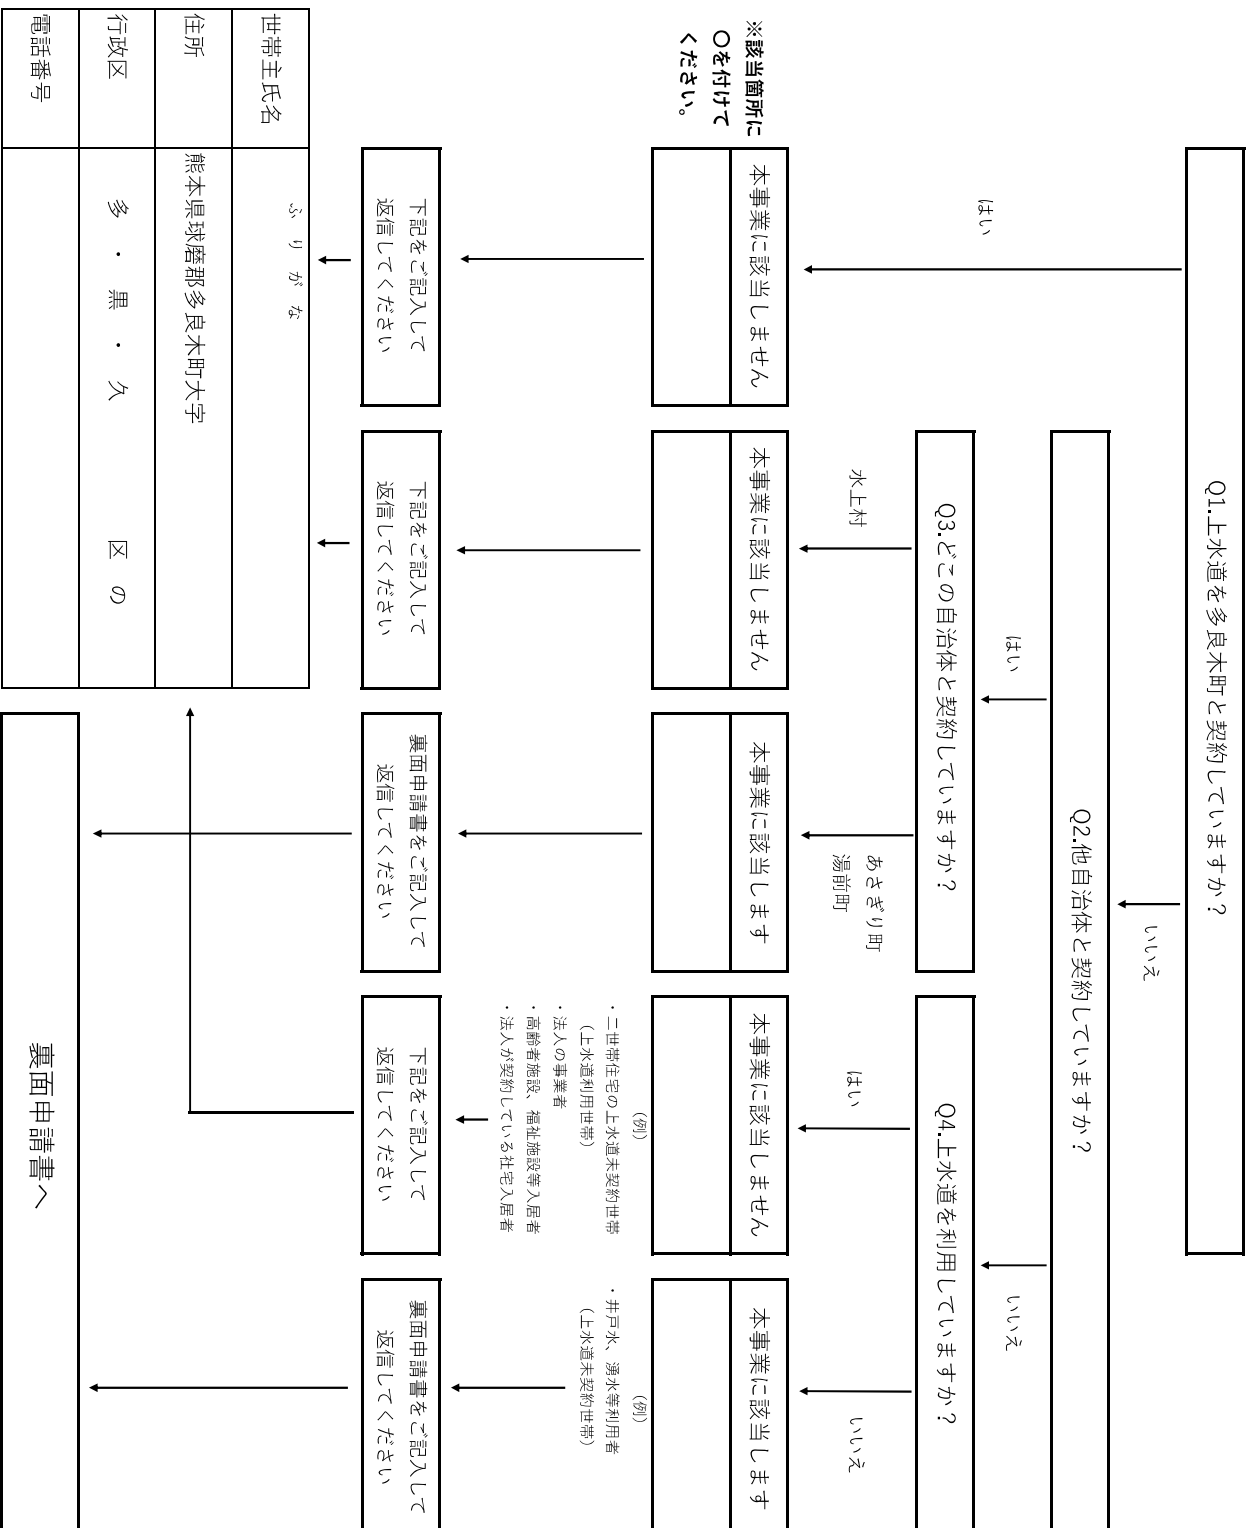 Q1.上水道を多良木町と契約していますか？
はい
いいえ
Q2.他自治体と契約していますか？
はい
いいえ
Q3.どこの自治体と契約していますか？
Q4.上水道を利用していますか？
水上村
あさぎり町
湯前町
はい
いいえ
※該当箇所に
〇を付けて
ください。
本事業に該当しません
本事業に該当しません
本事業に該当します
本事業に該当しません
本事業に該当します
（例）
・二世帯住宅の上水道未契約世帯
（上水道利用世帯）
・法人の事業者
・高齢者施設、福祉施設等入居者
・法人が契約している社宅入居者
（例）
・井戸水、湧水等利用者
（上水道未契約世帯）
下記をご記入して
返信してください
下記をご記入して
返信してください
裏面申請書をご記入して
返信してください
下記をご記入して
返信してください
裏面申請書をご記入して
返信してください
ふりがな
世帯主氏名
住所 熊本県球磨郡多良木町大字
行政区 多・黒・久 区の
電話番号
裏面申請書へ